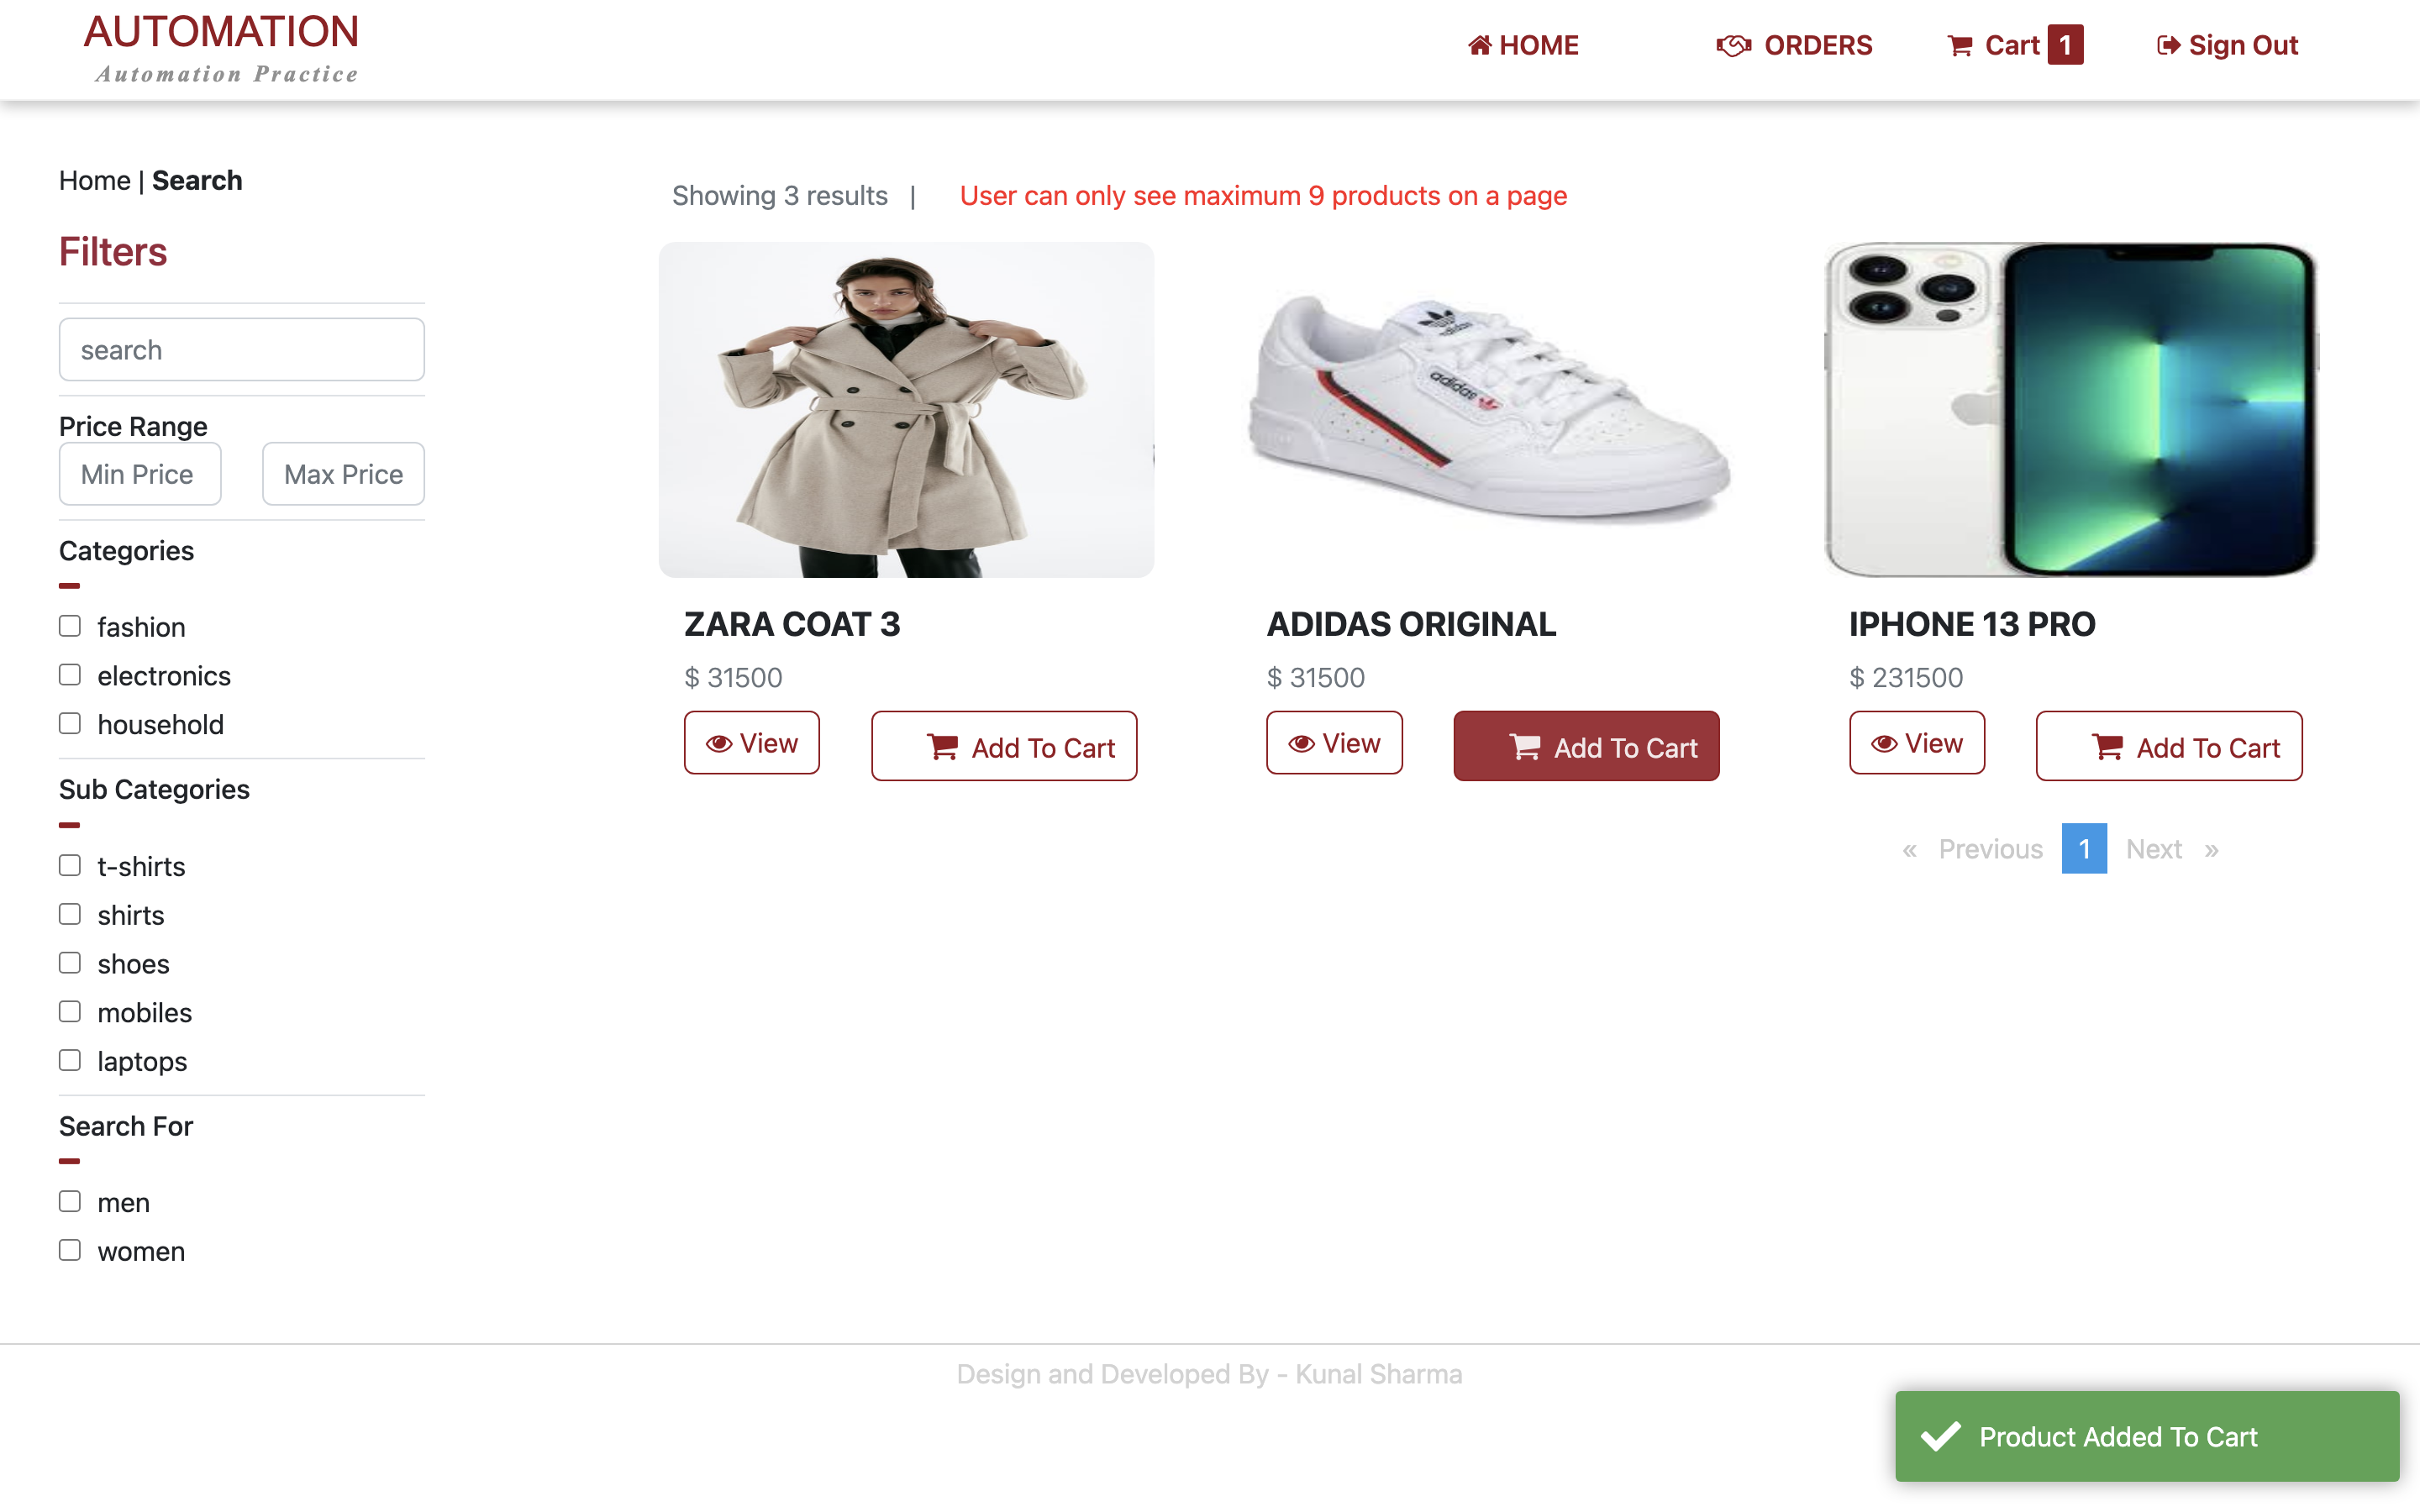 AUTOMATION
Automation Practice
HOME
ORDERS
Cart 1
Sign Out
Home | Search
Filters
search
Price Range
Min Price
Max Price
Categories
fashion
electronics
household
Sub Categories
t-shirts
shirts
shoes
mobiles
laptops
Search For
men
women
Showing 3 results |
User can only see maximum 9 products on a page
adidas
adidas
ZARA COAT 3
$ 31500
View
Add To Cart
ADIDAS ORIGINAL
$ 31500
View
Add To Cart
IPHONE 13 PRO
$ 231500
View
Add To Cart
« Previous 1 Next »
Design and Developed By - Kunal Sharma
Product Added To Cart